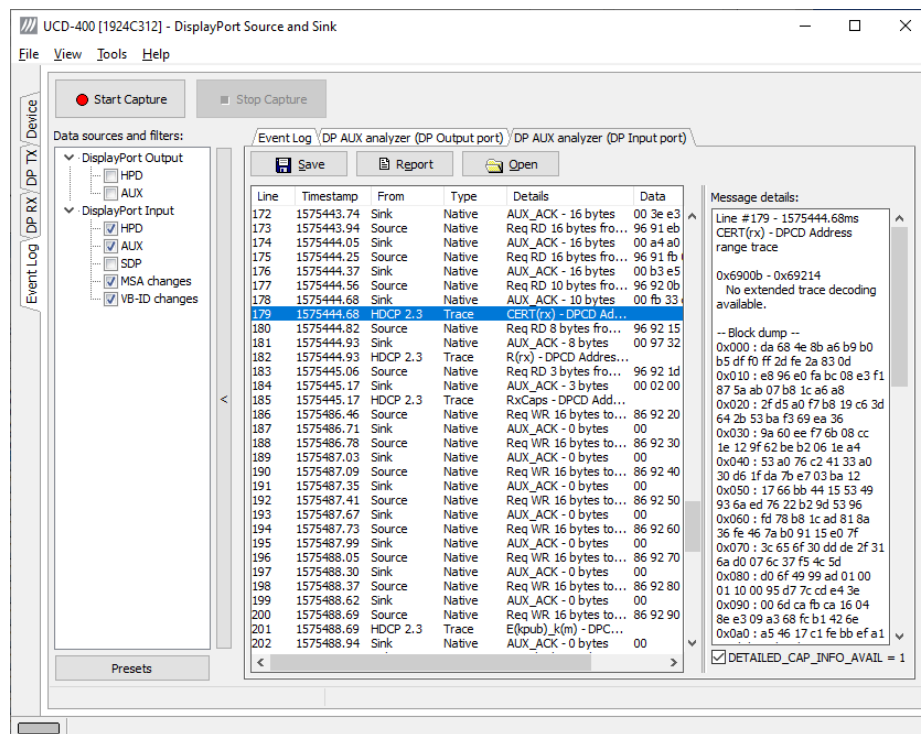 UCD-400 [1924C312] - DisplayPort Source and Sink
File View Tools Help
Device
DP TX
DP RX
Event Log
Start Capture
Stop Capture
Data sources and filters:
DisplayPort Output
HPD
AUX
DisplayPort Input
HPD
AUX
SDP
MSA changes
VB-ID changes
<
Presets
Event Log DP AUX analyzer (DP Output port) DP AUX analyzer (DP Input port)
Save Report Open
Line Timestamp From Type Details Data
172 1575443.74 Sink Native AUX_ACK - 16 bytes 00 3e e3
173 1575443.94 Source Native Req RD 16 bytes fro... 96 91 eb
174 1575444.05 Sink Native AUX_ACK - 16 bytes 00 a4 a0
175 1575444.25 Source Native Req RD 16 bytes fro... 96 91 fb
176 1575444.37 Sink Native AUX_ACK - 16 bytes 00 b3 e5
177 1575444.56 Source Native Req RD 10 bytes fro... 96 92 0b
178 1575444.68 Sink Native AUX_ACK - 10 bytes 00 fb 33
179 1575444.68 HDCP 2.3 Trace CERT(rx) - DPCD Ad...
180 1575444.82 Source Native Req RD 8 bytes fro... 96 92 15
181 1575444.93 Sink Native AUX_ACK - 8 bytes 00 97 32
182 1575444.93 HDCP 2.3 Trace R(rx) - DPCD Addres...
183 1575445.06 Source Native Req RD 3 bytes fro... 96 92 1d
184 1575445.17 Sink Native AUX_ACK - 3 bytes 00 02 00
185 1575445.17 HDCP 2.3 Trace RxCaps - DPCD Add...
186 1575486.46 Source Native Req WR 16 bytes to... 86 92 20
187 1575486.71 Sink Native AUX_ACK - 0 bytes 00
188 1575486.78 Source Native Req WR 16 bytes to... 86 92 30
189 1575487.03 Sink Native AUX_ACK - 0 bytes 00
190 1575487.09 Source Native Req WR 16 bytes to... 86 92 40
191 1575487.35 Sink Native AUX_ACK - 0 bytes 00
192 1575487.41 Source Native Req WR 16 bytes to... 86 92 50
193 1575487.67 Sink Native AUX_ACK - 0 bytes 00
194 1575487.73 Source Native Req WR 16 bytes to... 86 92 60
195 1575487.99 Sink Native AUX_ACK - 0 bytes 00
196 1575488.05 Source Native Req WR 16 bytes to... 86 92 70
197 1575488.30 Sink Native AUX_ACK - 0 bytes 00
198 1575488.37 Source Native Req WR 16 bytes to... 86 92 80
199 1575488.62 Sink Native AUX_ACK - 0 bytes 00
200 1575488.69 Source Native Req WR 16 bytes to... 86 92 90
201 1575488.69 HDCP 2.3 Trace E(kpub)_k(m) - DPC...
202 1575488.94 Sink Native AUX_ACK - 0 bytes 00
Message details:
Line #179 - 1575444.68ms
CERT(rx) - DPCD Address
range trace
0x6900b - 0x69214
No extended trace decoding
available.
-- Block dump --
0x000 : da 68 4e 8b a6 b9 b0
b5 df f0 ff 2d fe 2a 83 0d
0x010 : e8 96 e0 fa bc 08 e3 f1
87 5a ab 07 b8 1c a6 a8
0x020 : 2f d5 a0 f7 b8 19 c6 3d
64 2b 53 ba f3 69 ea 36
0x030 : 9a 60 ee f7 6b 08 cc
1e 12 9f 62 be b2 06 1e a4
0x040 : 53 a0 76 c2 41 33 a0
30 d6 1f da 7b e7 03 ba 12
0x050 : 17 66 bb 44 15 53 49
93 6a ed 76 22 b2 9d 53 96
0x060 : fd 78 b8 1c ad 81 8a
36 fe 46 7a b0 91 15 e0 7f
0x070 : 3c 65 6f 30 dd de 2f 31
6a d0 07 6c 37 f5 4c 5d
0x080 : d0 6f 49 99 ad 01 00
01 10 00 95 d7 7c cd e4 3e
0x090 : 00 6d ca fb ca 16 04
8e e3 09 a3 68 fc b1 42 6e
0x0a0 : a5 46 17 c1 fe bb ef a1
DETAILED_CAP_INFO_AVAIL = 1